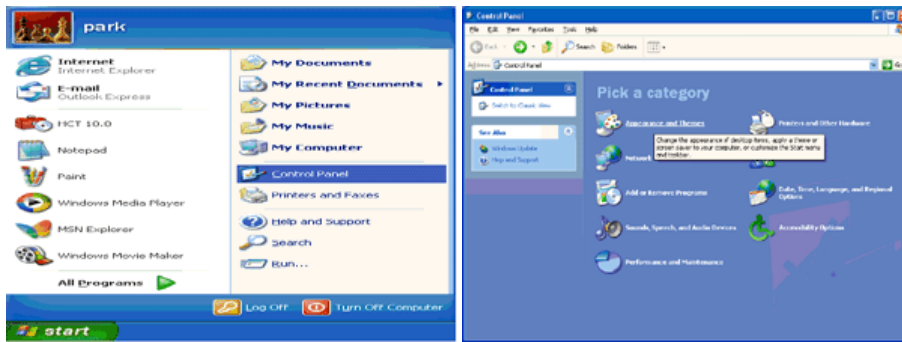 park
Internet
Internet Explorer
E-mail
Outlook Express
HCT 10.0
Notepad
Paint
Windows Media Player
MSN Explorer
Windows Movie Maker
All Programs
My Documents
My Recent Documents
My Pictures
My Music
My Computer
Control Panel
Printers and Faxes
Help and Support
Search
Run...
Log Off
Turn Off Computer
start
Control Panel
File Edit View Favorites Tools Help
Back Search Folders
Address Control Panel
Control Panel
Switch to Classic View
See Also
Windows Update
Help and Support
Pick a category
Appearance and Themes
Printers and Other Hardware
Change the appearance of desktop items, apply a theme or
screen saver to your computer, or customize the Start menu
and taskbar.
Network
Add or Remove Programs
Date, Time, Language, and Regional
Options
Sounds, Speech, and Audio Devices
Accessibility Options
Performance and Maintenance